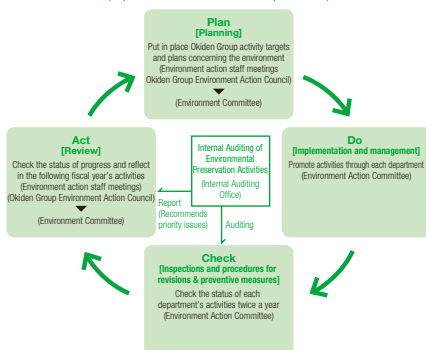 Plan
[Planning]
Put in place Okiden Group activity targets
and plans concerning the environment
(Environment action staff meetings
Okiden Group Environment Action Council)
(Environment Committee)
Act
[Review]
Check the status of progress and reflect
in the following fiscal year's activities
(Environment action staff meetings)
(Okiden Group Environment Action Council)
(Environment Committee)
Internal Auditing of
Environmental
Preservation Activities
(Internal Auditing
Office)
Do
[Implementation and management]
Promote activities through each department
(Environment Action Committee)
Report
(Recommends
priority issues)
Auditing
Check
[Inspections and procedures for
revisions & preventive measures]
Check the status of each
department's activities twice a year
(Environment Action Committee)